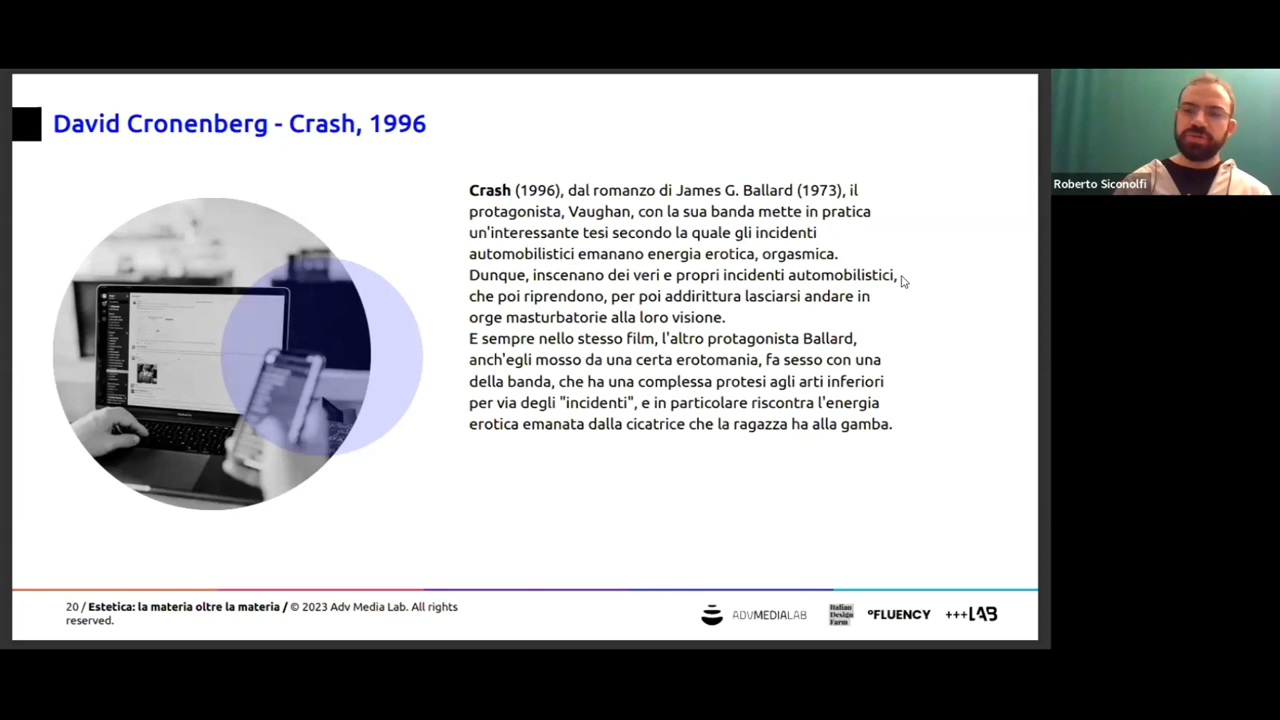 David Cronenberg - Crash, 1996
Crash (1996), dal romanzo di James G. Ballard (1973), il
protagonista, Vaughan, con la sua banda mette in pratica
un'interessante tesi secondo la quale gli incidenti
automobilistici emanano energia erotica, orgasmica.
Dunque, inscenano dei veri e propri incidenti automobilistici,
che poi riprendono, per poi addirittura lasciarsi andare in
orge masturbatorie alla loro visione.
E sempre nello stesso film, l'altro protagonista Ballard,
anch'egli mosso da una certa erotomania, fa sesso con una
della banda, che ha una complessa protesi agli arti inferiori
per via degli "incidenti", e in particolare riscontra l'energia
erotica emanata dalla cicatrice che la ragazza ha alla gamba.
Roberto Siconolfi
20 / Estetica: la materia oltre la materia / © 2023 Adv Media Lab. All rights
reserved.
ADVMEDIALAB
Italian
Design
Farm
°FLUENCY
+++LAB